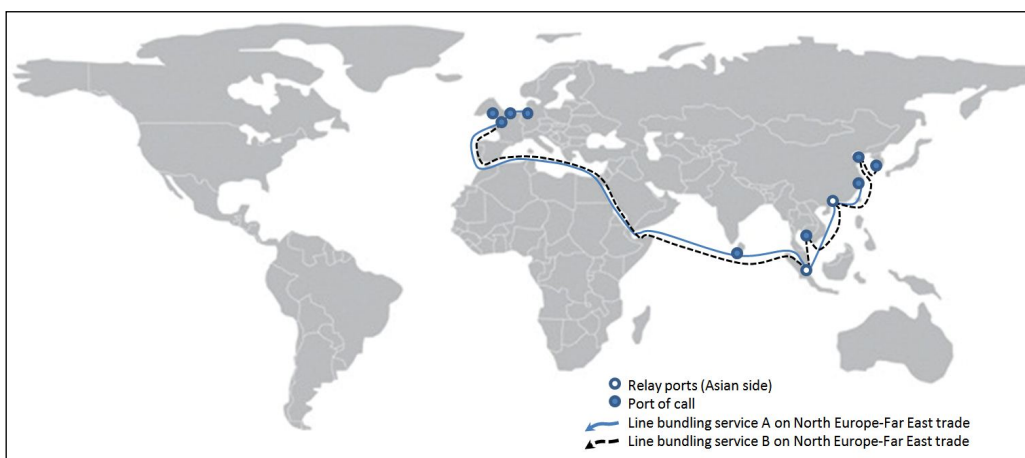 Relay ports (Asian side)
Port of call
Line bundling service A on North Europe-Far East trade
Line bundling service B on North Europe-Far East trade